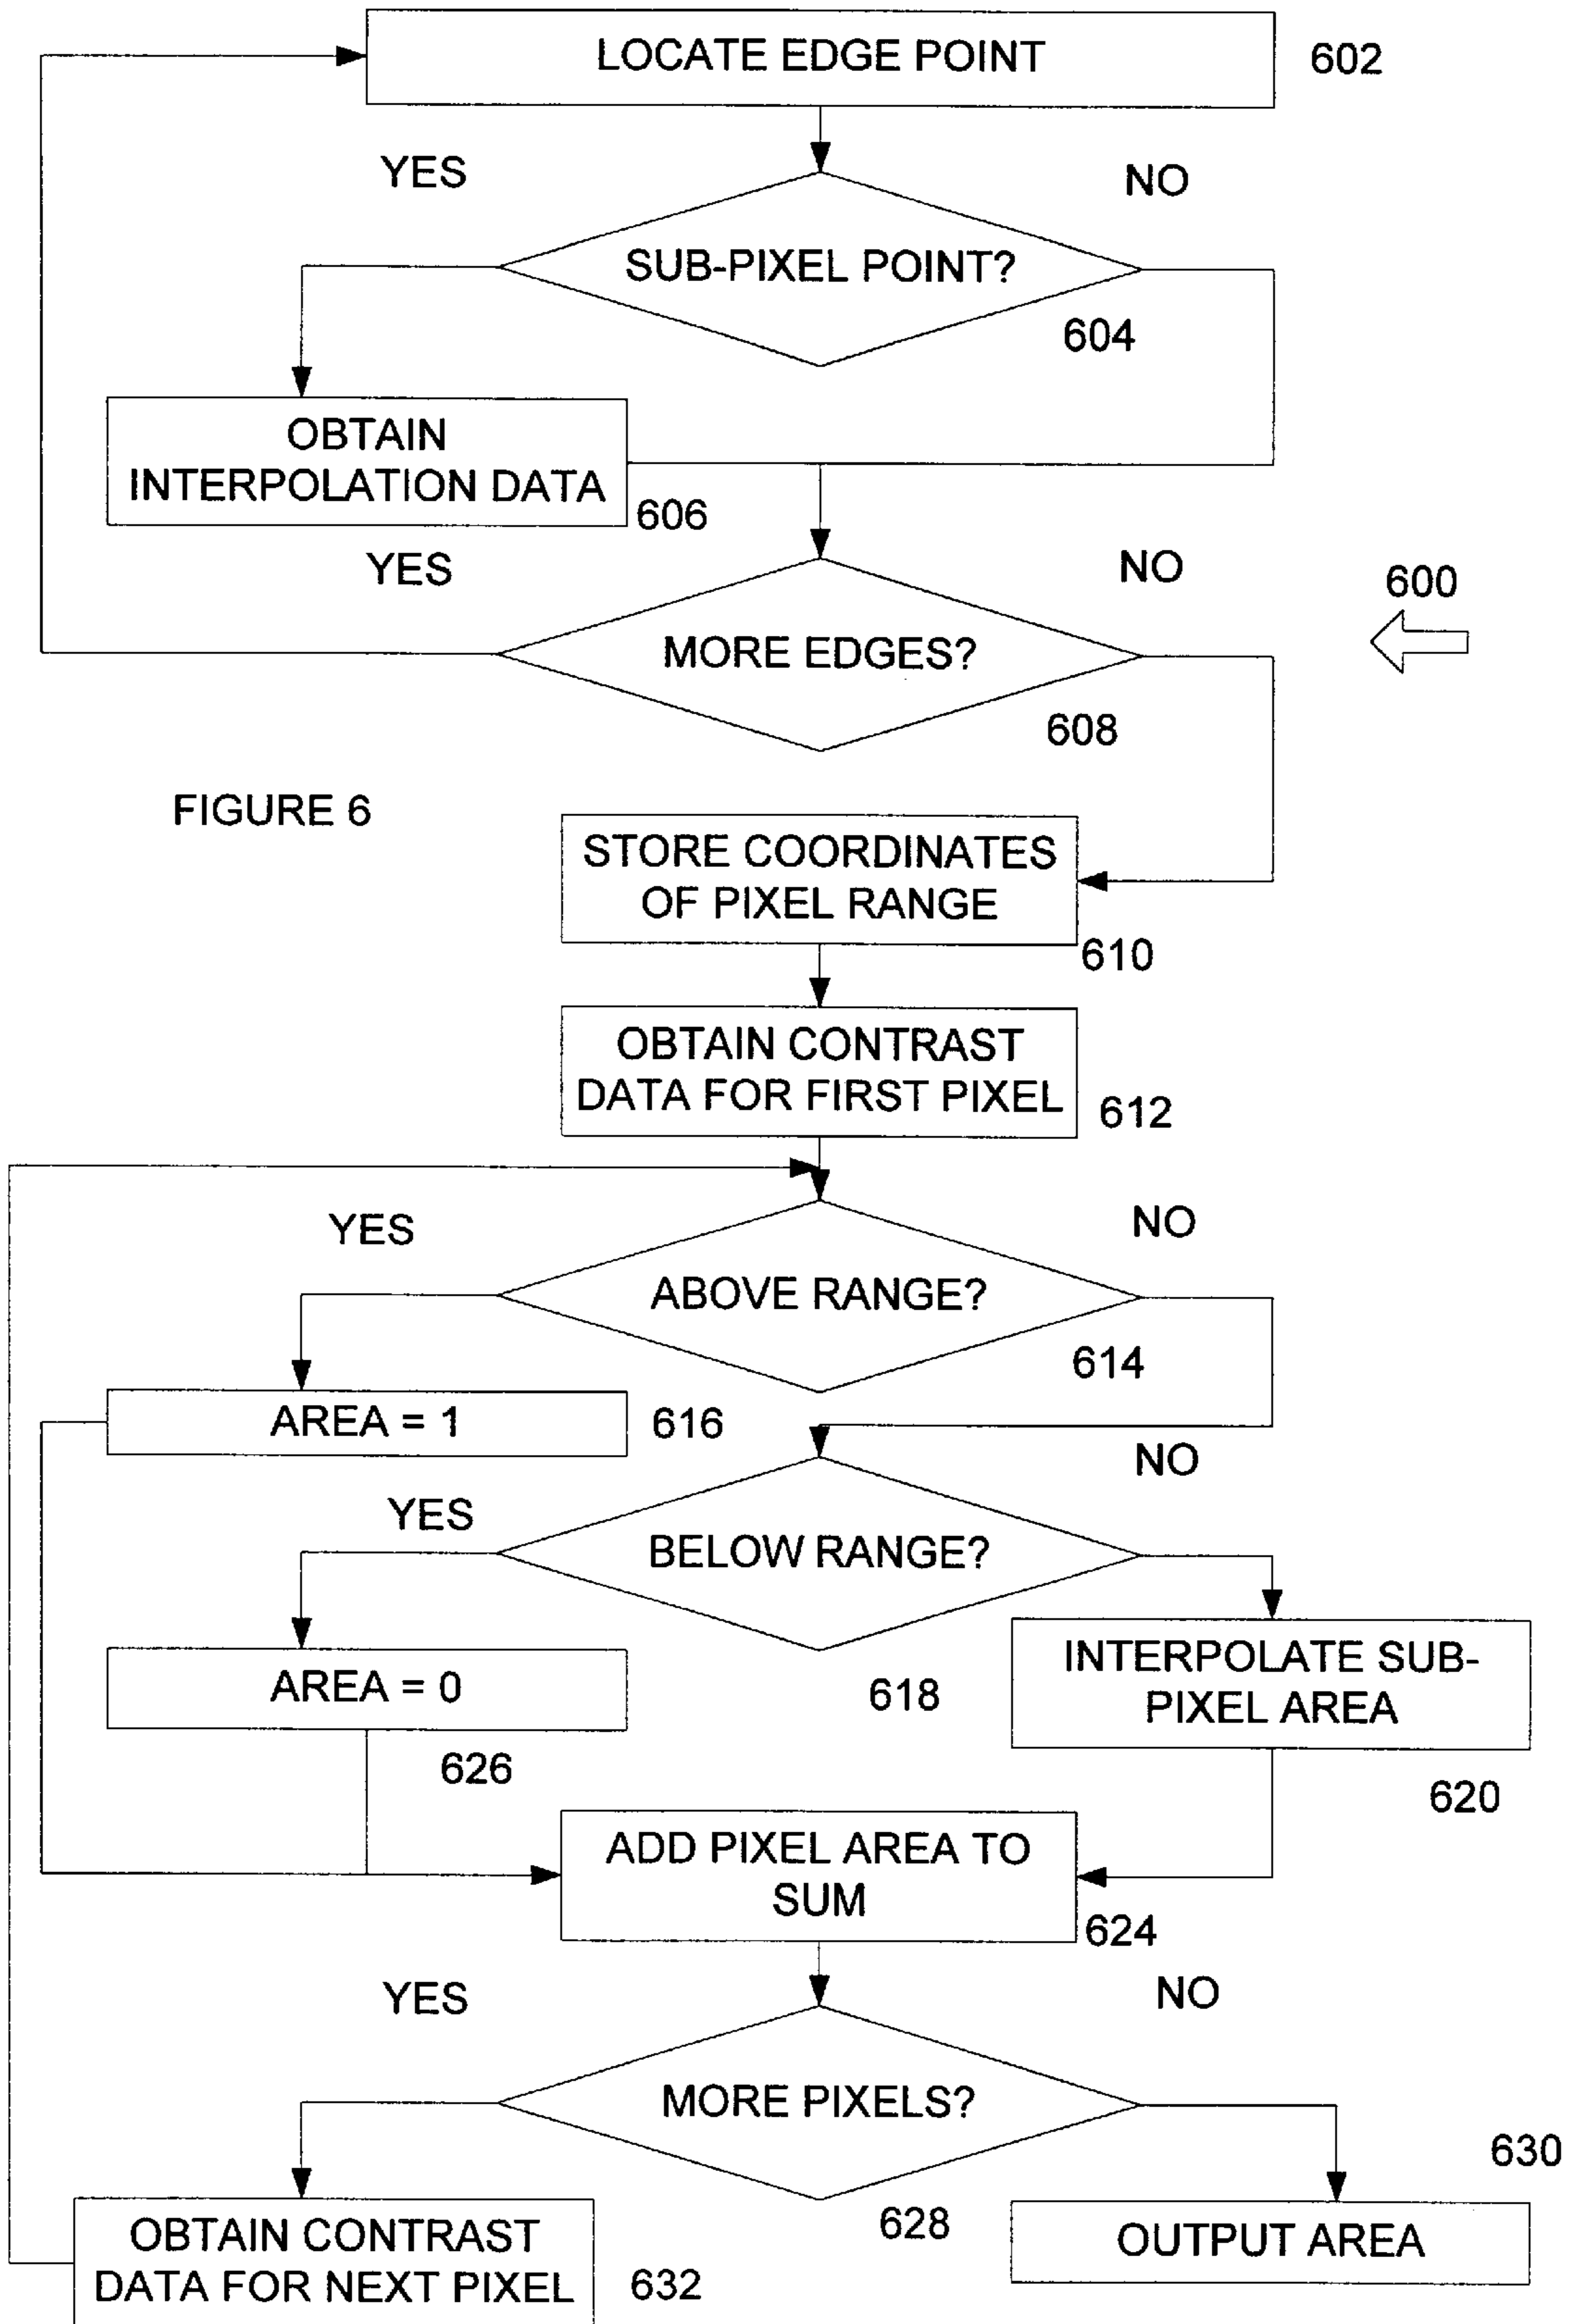 LOCATE EDGE POINT
602
YES
NO
SUB-PIXEL POINT?
604
OBTAIN
INTERPOLATION DATA
606
YES
NO
600
MORE EDGES?
608
FIGURE 6
STORE COORDINATES
OF PIXEL RANGE
610
OBTAIN CONTRAST
DATA FOR FIRST PIXEL
612
YES
NO
ABOVE RANGE?
614
AREA = 1
616
NO
YES
BELOW RANGE?
618
AREA = 0
626
INTERPOLATE SUB-
PIXEL AREA
620
ADD PIXEL AREA TO
SUM
624
YES
NO
MORE PIXELS?
628
630
OUTPUT AREA
OBTAIN CONTRAST
DATA FOR NEXT PIXEL
632